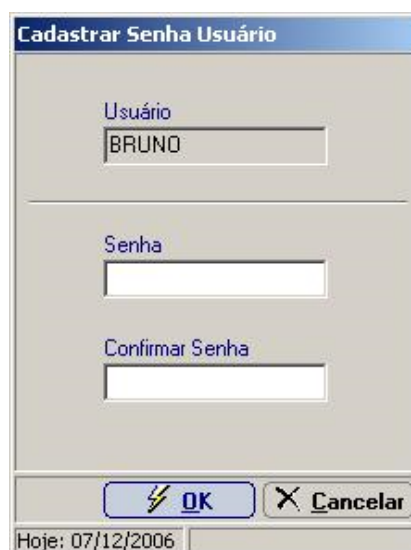 Cadastrar Senha Usuário
Usuário
BRUNO
Senha
Confirmar Senha
OK Cancelar
Hoje: 07/12/2006